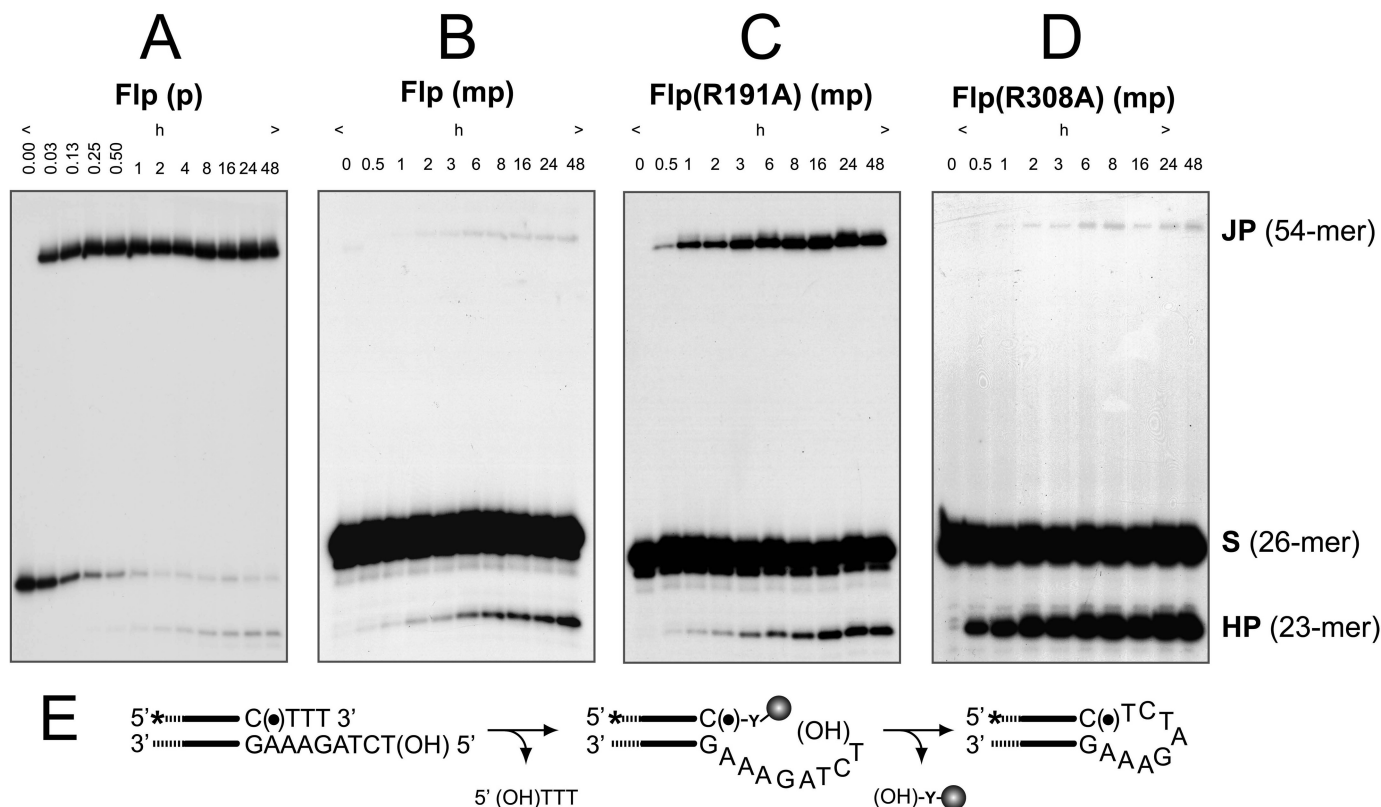 A B C D
Flp (p) Flp (mp) Flp(R191A) (mp) Flp(R308A) (mp)
< h > < h > < h > < h >
0.00 0.03 0.13 0.25 0.50 1 2 4 8 16 24 48
0 0.5 1 2 3 6 8 16 24 48
0 0.5 1 2 3 6 8 16 24 48
0 0.5 1 2 3 6 8 16 24 48
JP (54-mer)
S (26-mer)
HP (23-mer)
E
5’ * C(•)TTT 3’
3’ GAAAGATCT(OH) 5’
5’ (OH)TTT
5’ * C(•)-Y
(OH)
3’ GAAAGATCT
(OH)-Y-
5’ * C(•)TCTA
3’ GAAAG